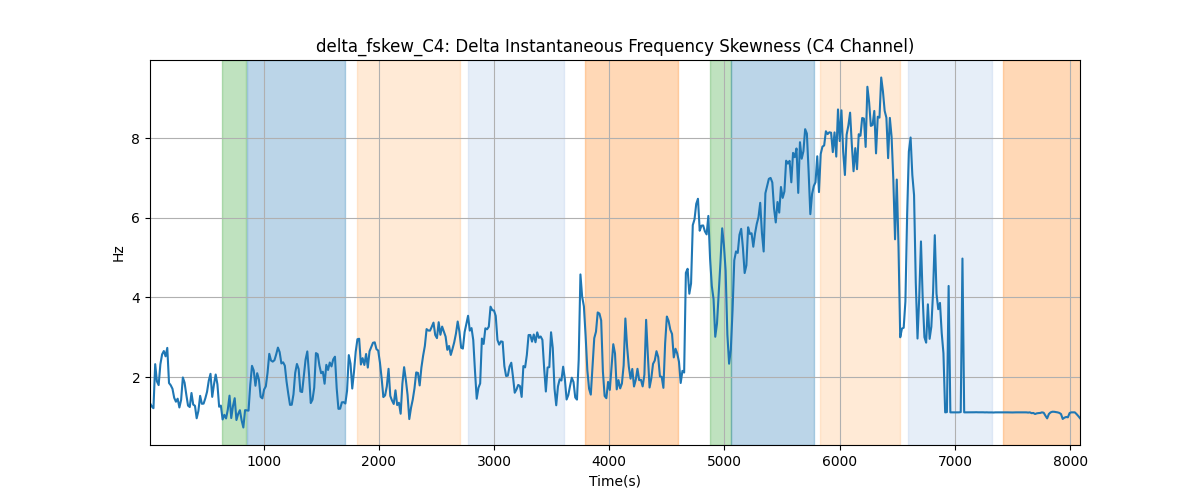 delta_fskew_C4: Delta Instantaneous Frequency Skewness (C4 Channel)
8
6
4
2
Hz
1000 2000 3000 4000 5000 6000 7000 8000
Time(s)